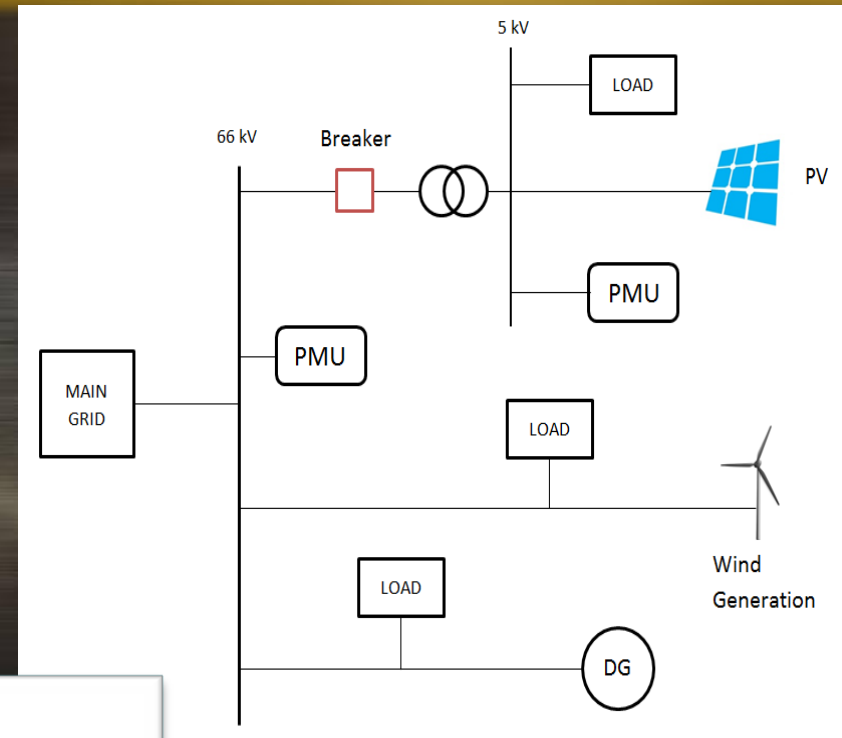 5 kV
LOAD
66 kV
Breaker
PV
PMU
PMU
MAIN
GRID
LOAD
Wind
Generation
LOAD
DG